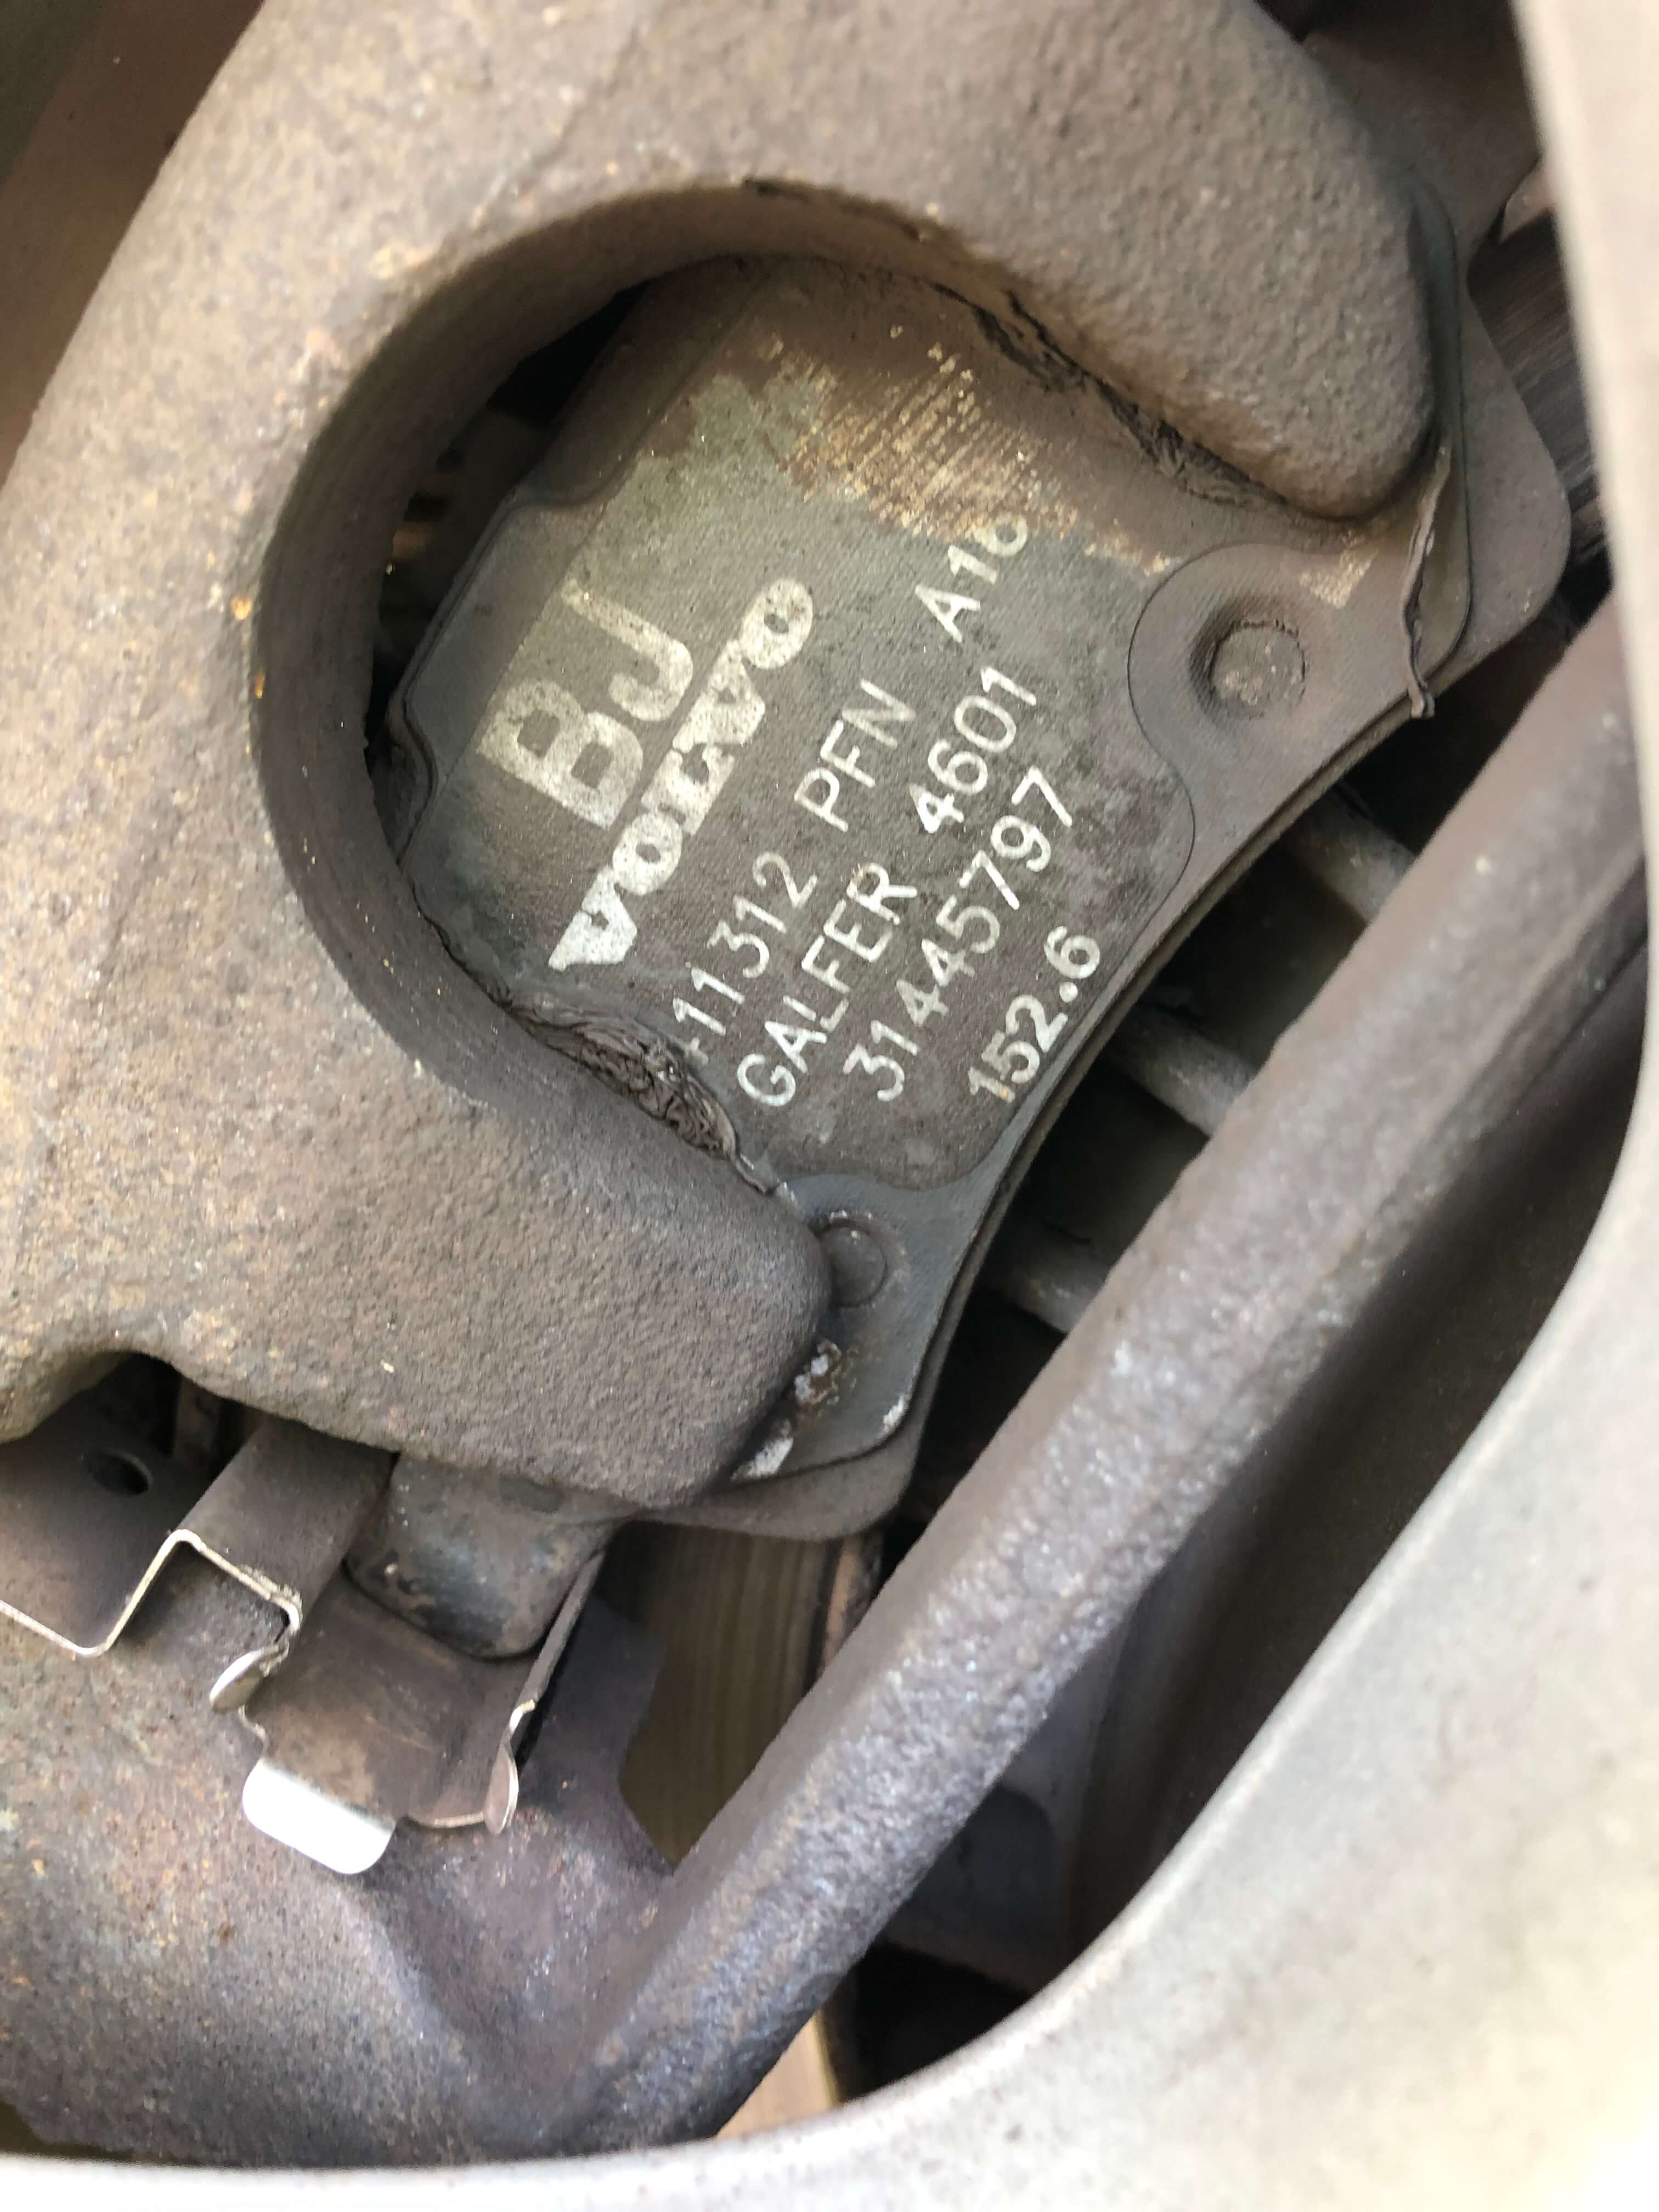 BJ
VOLVO
11312 PFN
GALFER 4601
31445797
152.6